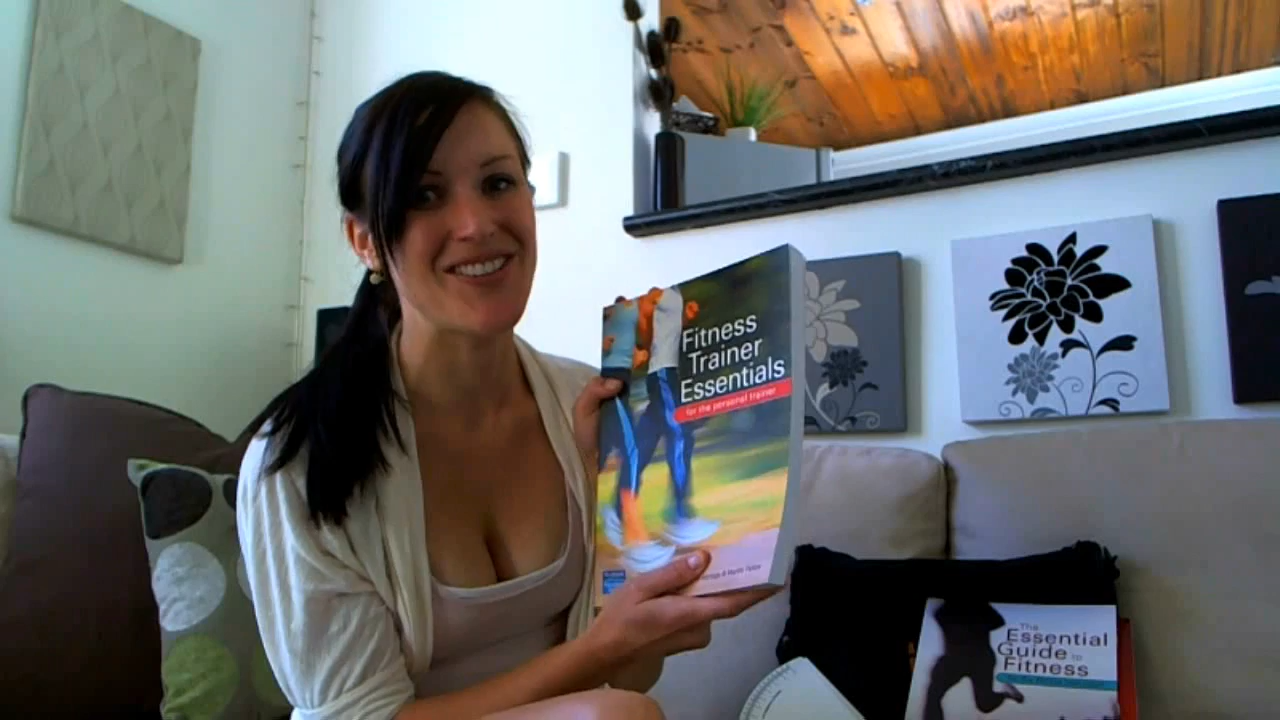 Fitness
Trainer
Essentials
for the personal trainer
The
Essential
Guide to
Fitness